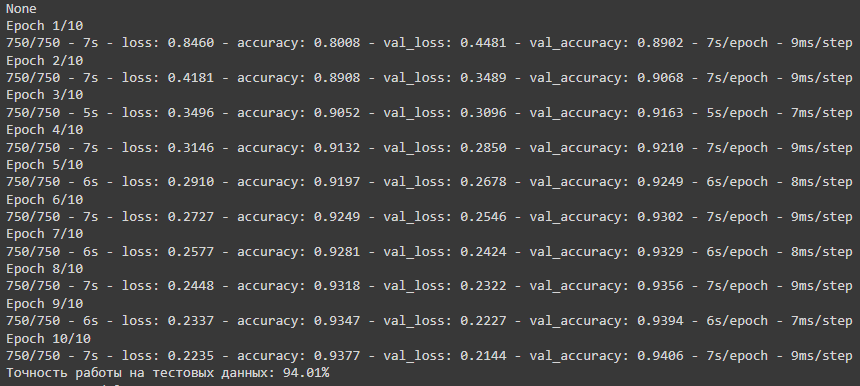 None
Epoch 1/10
750/750 - 7s - loss: 0.8460 - accuracy: 0.8008 - val_loss: 0.4481 - val_accuracy: 0.8902 - 7s/epoch - 9ms/step
Epoch 2/10
750/750 - 7s - loss: 0.4181 - accuracy: 0.8908 - val_loss: 0.3489 - val_accuracy: 0.9068 - 7s/epoch - 9ms/step
Epoch 3/10
750/750 - 5s - loss: 0.3496 - accuracy: 0.9052 - val_loss: 0.3096 - val_accuracy: 0.9163 - 5s/epoch - 7ms/step
Epoch 4/10
750/750 - 7s - loss: 0.3146 - accuracy: 0.9132 - val_loss: 0.2850 - val_accuracy: 0.9210 - 7s/epoch - 9ms/step
Epoch 5/10
750/750 - 6s - loss: 0.2910 - accuracy: 0.9197 - val_loss: 0.2678 - val_accuracy: 0.9249 - 6s/epoch - 8ms/step
Epoch 6/10
750/750 - 7s - loss: 0.2727 - accuracy: 0.9249 - val_loss: 0.2546 - val_accuracy: 0.9302 - 7s/epoch - 9ms/step
Epoch 7/10
750/750 - 6s - loss: 0.2577 - accuracy: 0.9281 - val_loss: 0.2424 - val_accuracy: 0.9329 - 6s/epoch - 8ms/step
Epoch 8/10
750/750 - 7s - loss: 0.2448 - accuracy: 0.9318 - val_loss: 0.2322 - val_accuracy: 0.9356 - 7s/epoch - 9ms/step
Epoch 9/10
750/750 - 6s - loss: 0.2337 - accuracy: 0.9347 - val_loss: 0.2227 - val_accuracy: 0.9394 - 6s/epoch - 7ms/step
Epoch 10/10
750/750 - 7s - loss: 0.2235 - accuracy: 0.9377 - val_loss: 0.2144 - val_accuracy: 0.9406 - 7s/epoch - 9ms/step
Точность работы на тестовых данных: 94.01%